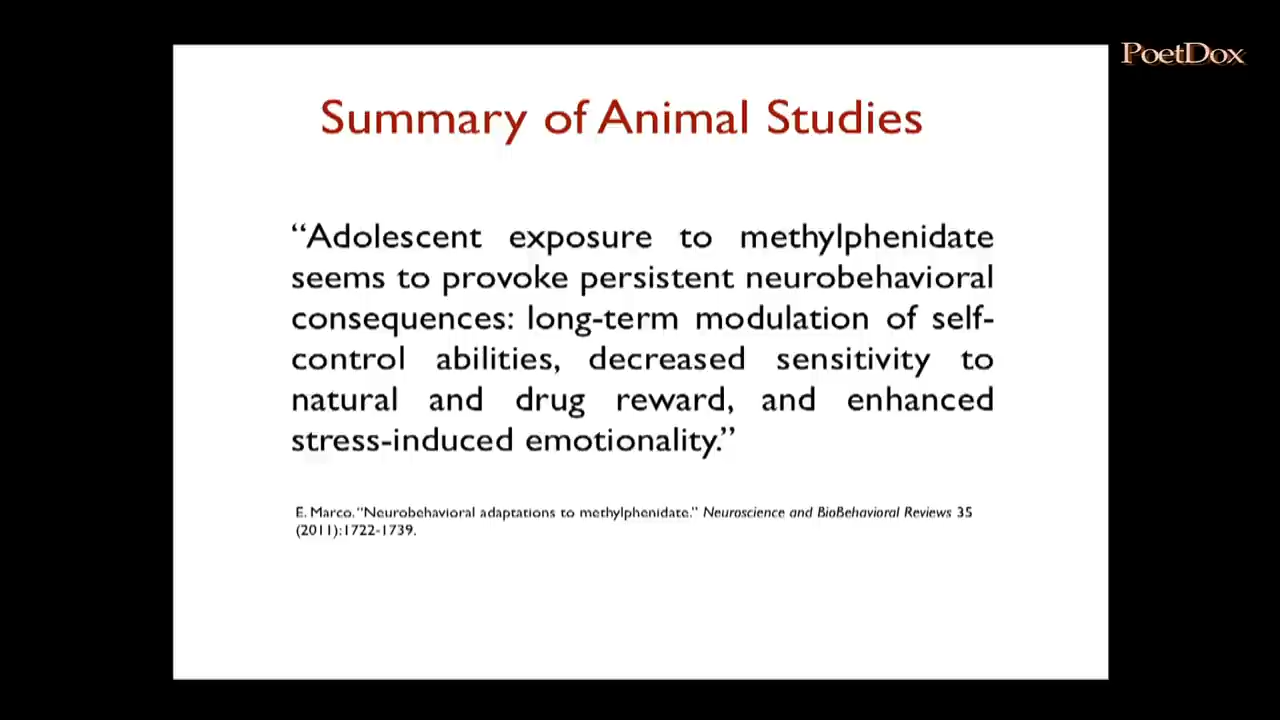 PoetDox
Summary of Animal Studies
“Adolescent exposure to methylphenidate
seems to provoke persistent neurobehavioral
consequences: long-term modulation of self-
control abilities, decreased sensitivity to
natural and drug reward, and enhanced
stress-induced emotionality.”
E. Marco. “Neurobehavioral adaptations to methylphenidate.” Neuroscience and BioBehavioral Reviews 35
(2011):1722-1739.